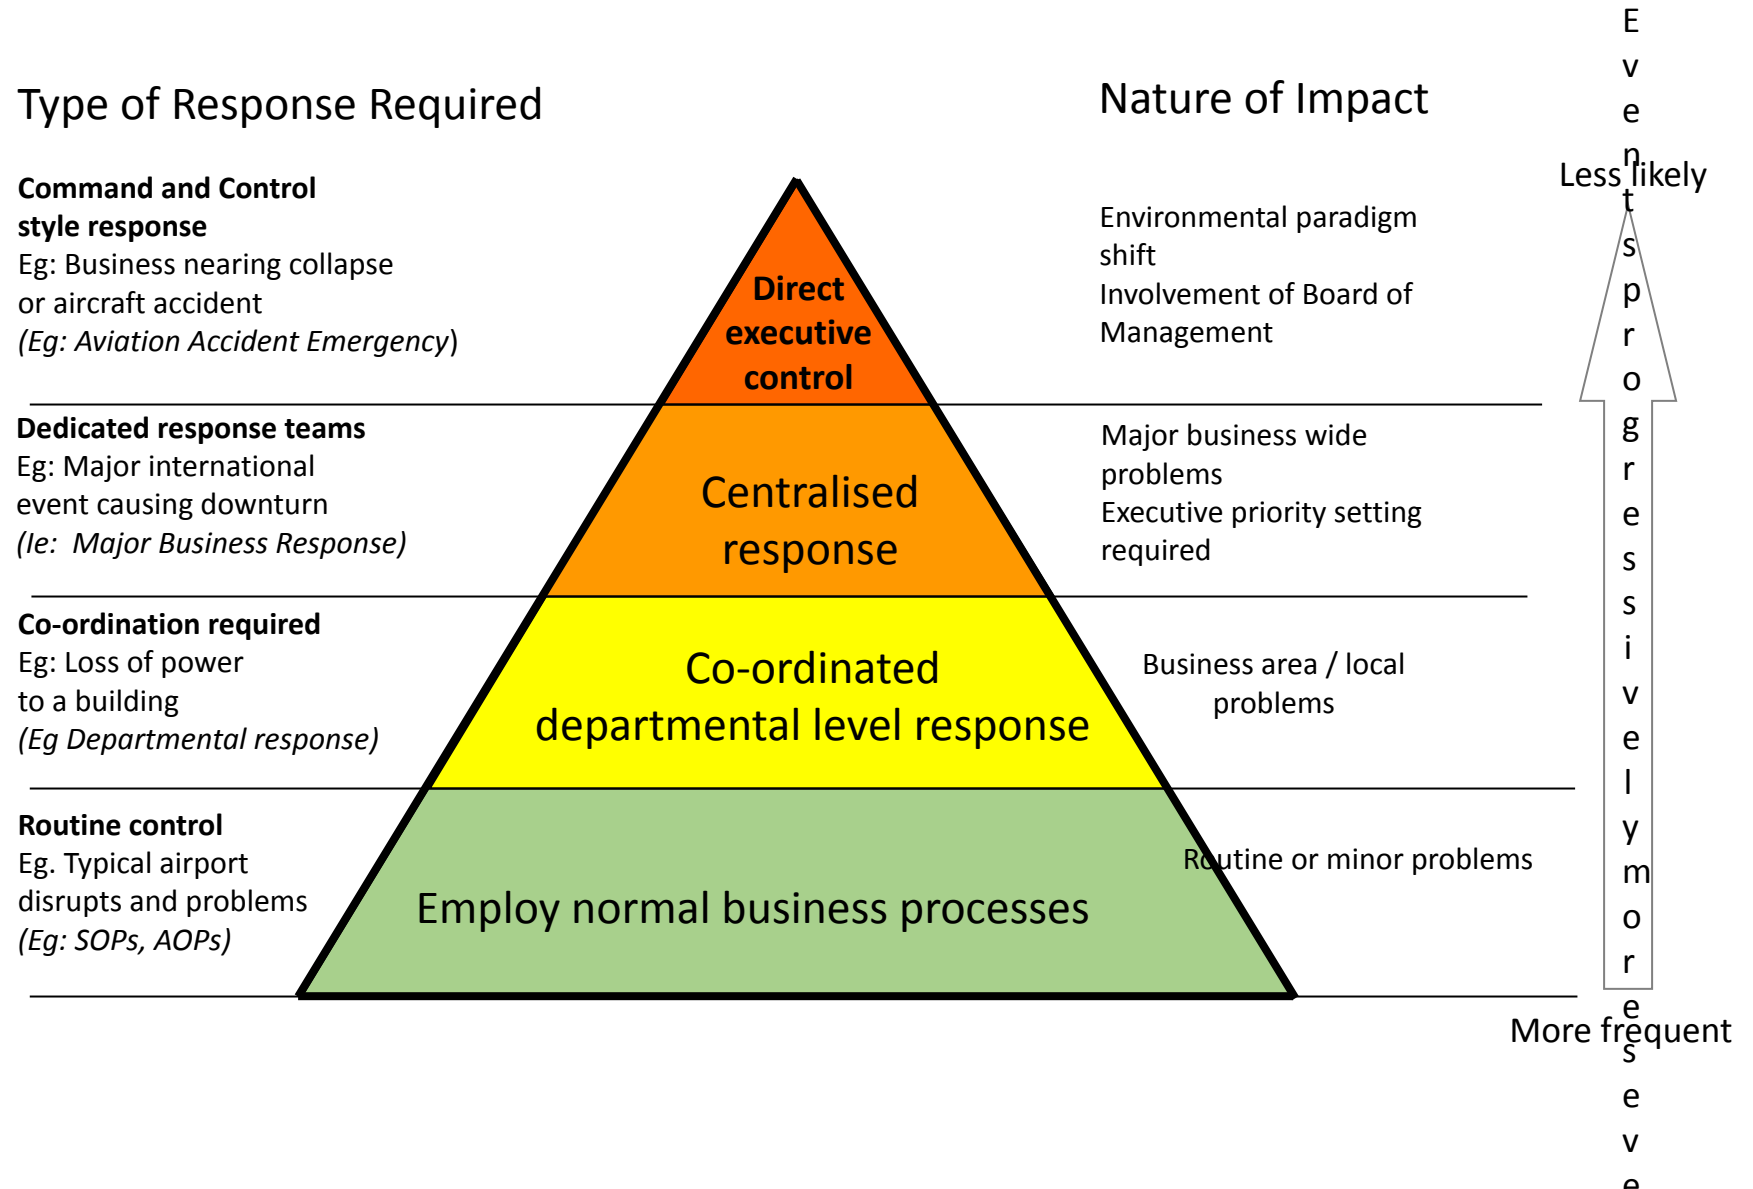 Type of Response Required
Nature of Impact
Command and Control
style response
Eg: Business nearing collapse
or aircraft accident
(Eg: Aviation Accident Emergency)
Direct
executive
control
Environmental paradigm
shift
Involvement of Board of
Management
Less likely
Dedicated response teams
Eg: Major international
event causing downturn
(Ie:  Major Business Response)
Centralised
response
Major business wide
problems
Executive priority setting
required
Co-ordination required
Eg: Loss of power
to a building
(Eg Departmental response)
Co-ordinated
departmental level response
Business area / local
problems
Routine control
Eg. Typical airport
disrupts and problems
(Eg: SOPs, AOPs)
Employ normal business processes
Routine or minor problems
More frequent
Events progressively more seve